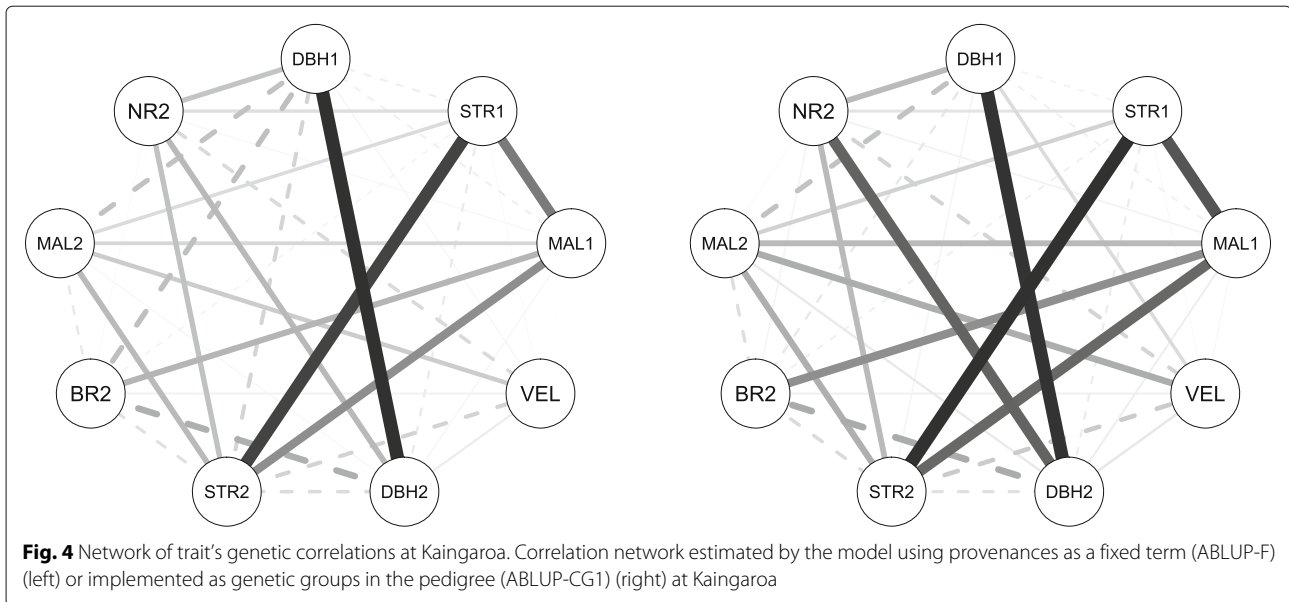 DBH1
NR2
STR1
MAL2
MAL1
BR2
VEL
STR2
DBH2
DBH1
NR2
STR1
MAL2
MAL1
BR2
VEL
STR2
DBH2
Fig. 4 Network of trait's genetic correlations at Kaingaroa. Correlation network estimated by the model using provenances as a fixed term (ABLUP-F)
(left) or implemented as genetic groups in the pedigree (ABLUP-CG1) (right) at Kaingaroa